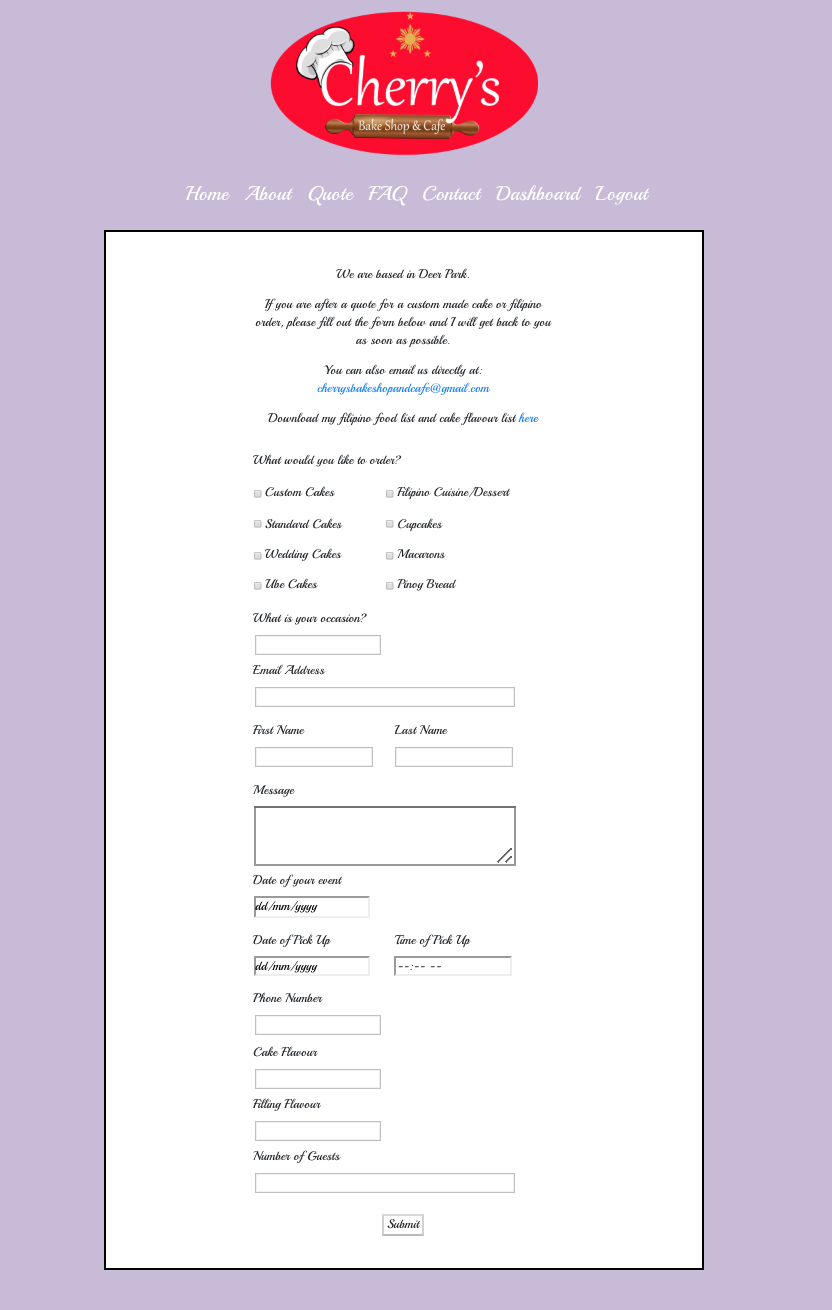 Cherry's
Bake Shop & Cafe
Home About Quote FAQ Contact Dashboard Logout
We are based in Deer Park.
If you are after a quote for a custom made cake or filipino
order, please fill out the form below and I will get back to you
as soon as possible.
You can also email us directly at:
cherrysbakeshopandcafe@gmail.com
Download my filipino food list and cake flavour list here
What would you like to order?
Custom Cakes Filipino Cuisine/Dessert
Standard Cakes Cupcakes
Wedding Cakes Macarons
Ube Cakes Pinoy Bread
What is your occasion?
Email Address
First Name Last Name
Message
Date of your event
dd/mm/yyyy
Date of Pick Up Time of Pick Up
dd/mm/yyyy --:-- --
Phone Number
Cake Flavour
Filling Flavour
Number of Guests
Submit